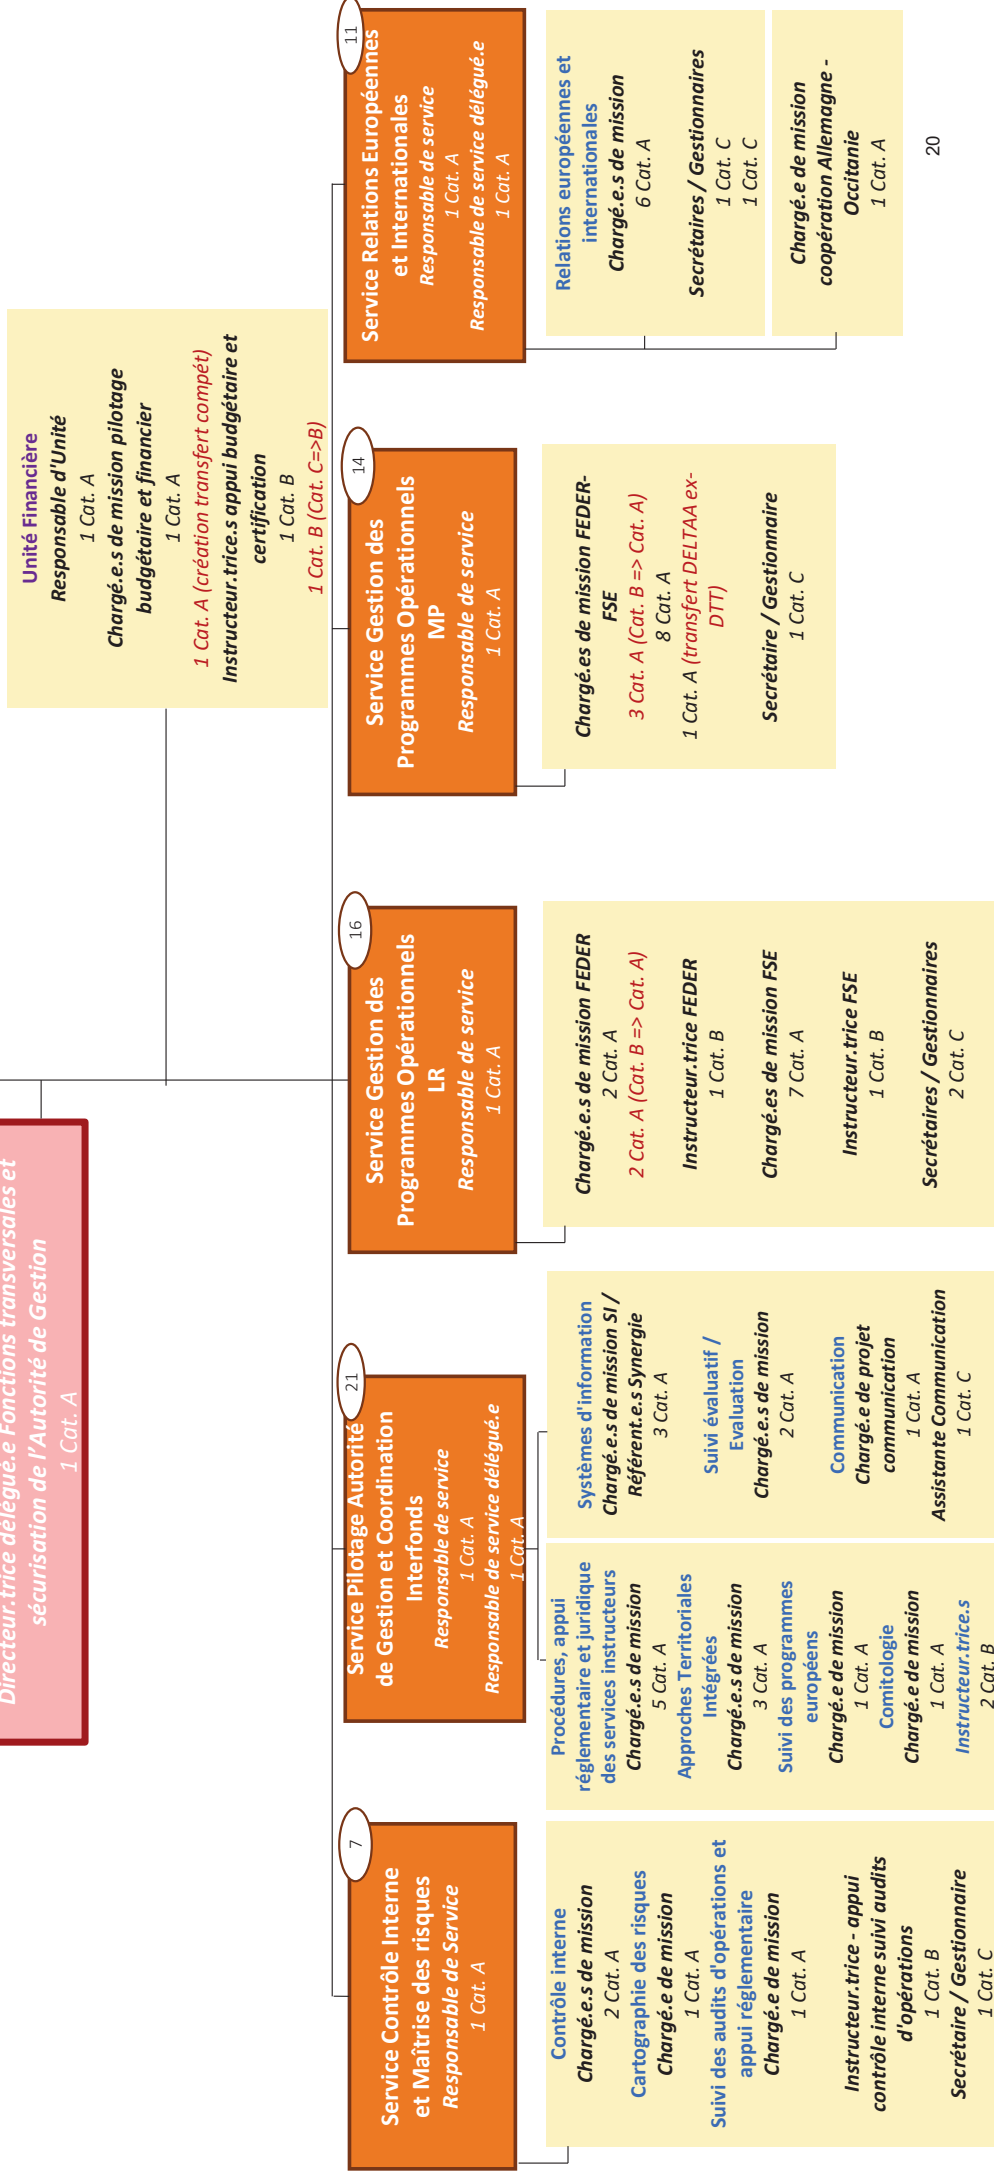 Directeur.trice délégué.e Fonctions transversales et
sécurisation de l'Autorité de Gestion
1 Cat. A
Unité Financière
Responsable d'Unité
1 Cat. A
Chargé.e.s de mission pilotage
budgétaire et financier
1 Cat. A
1 Cat. A (création transfert compét)
Instructeur.trice.s appui budgétaire et
certification
1 Cat. B
1 Cat. B (Cat. C=>B)
7
Service Contrôle Interne
et Maîtrise des risques
Responsable de Service
1 Cat. A
Contrôle interne
Chargé.e.s de mission
2 Cat. A
Cartographie des risques
Chargé.e de mission
1 Cat. A
Suivi des audits d'opérations et
appui réglementaire
Chargé.e de mission
1 Cat. A
Instructeur.trice - appui
contrôle interne suivi audits
d'opérations
1 Cat. B
Secrétaire / Gestionnaire
1 Cat. C
21
Service Pilotage Autorité
de Gestion et Coordination
Interfonds
Responsable de service
1 Cat. A
Responsable de service délégué.e
1 Cat. A
Procédures, appui
réglementaire et juridique
des services instructeurs
Chargé.e.s de mission
5 Cat. A
Approches Territoriales
Intégrées
Chargé.e.s de mission
3 Cat. A
Suivi des programmes
européens
Chargé.e de mission
1 Cat. A
Comitologie
Chargé.e de mission
1 Cat. A
Instructeur.trice.s
2 Cat. B
Systèmes d'information
Chargé.e.s de mission SI /
Référent.e.s Synergie
3 Cat. A
Suivi évaluatif /
Evaluation
Chargé.e.s de mission
2 Cat. A
Communication
Chargé.e de projet
communication
1 Cat. A
Assistante Communication
1 Cat. C
16
Service Gestion des
Programmes Opérationnels
LR
Responsable de service
1 Cat. A
Chargé.e.s de mission FEDER
2 Cat. A
2 Cat. A (Cat. B => Cat. A)
Instructeur.trice FEDER
1 Cat. B
Chargé.es de mission FSE
7 Cat. A
Instructeur.trice FSE
1 Cat. B
Secrétaires / Gestionnaires
2 Cat. C
14
Service Gestion des
Programmes Opérationnels
MP
Responsable de service
1 Cat. A
Chargé.es de mission FEDER-
FSE
3 Cat. A (Cat. B => Cat. A)
8 Cat. A
1 Cat. A (transfert DELTAA ex-
DTT)
Secrétaire / Gestionnaire
1 Cat. C
11
Service Relations Européennes
et Internationales
Responsable de service
1 Cat. A
Responsable de service délégué.e
1 Cat. A
Relations européennes et
internationales
Chargé.e.s de mission
6 Cat. A
Secrétaires / Gestionnaires
1 Cat. C
1 Cat. C
Chargé.e de mission
coopération Allemagne -
Occitanie
1 Cat. A
20